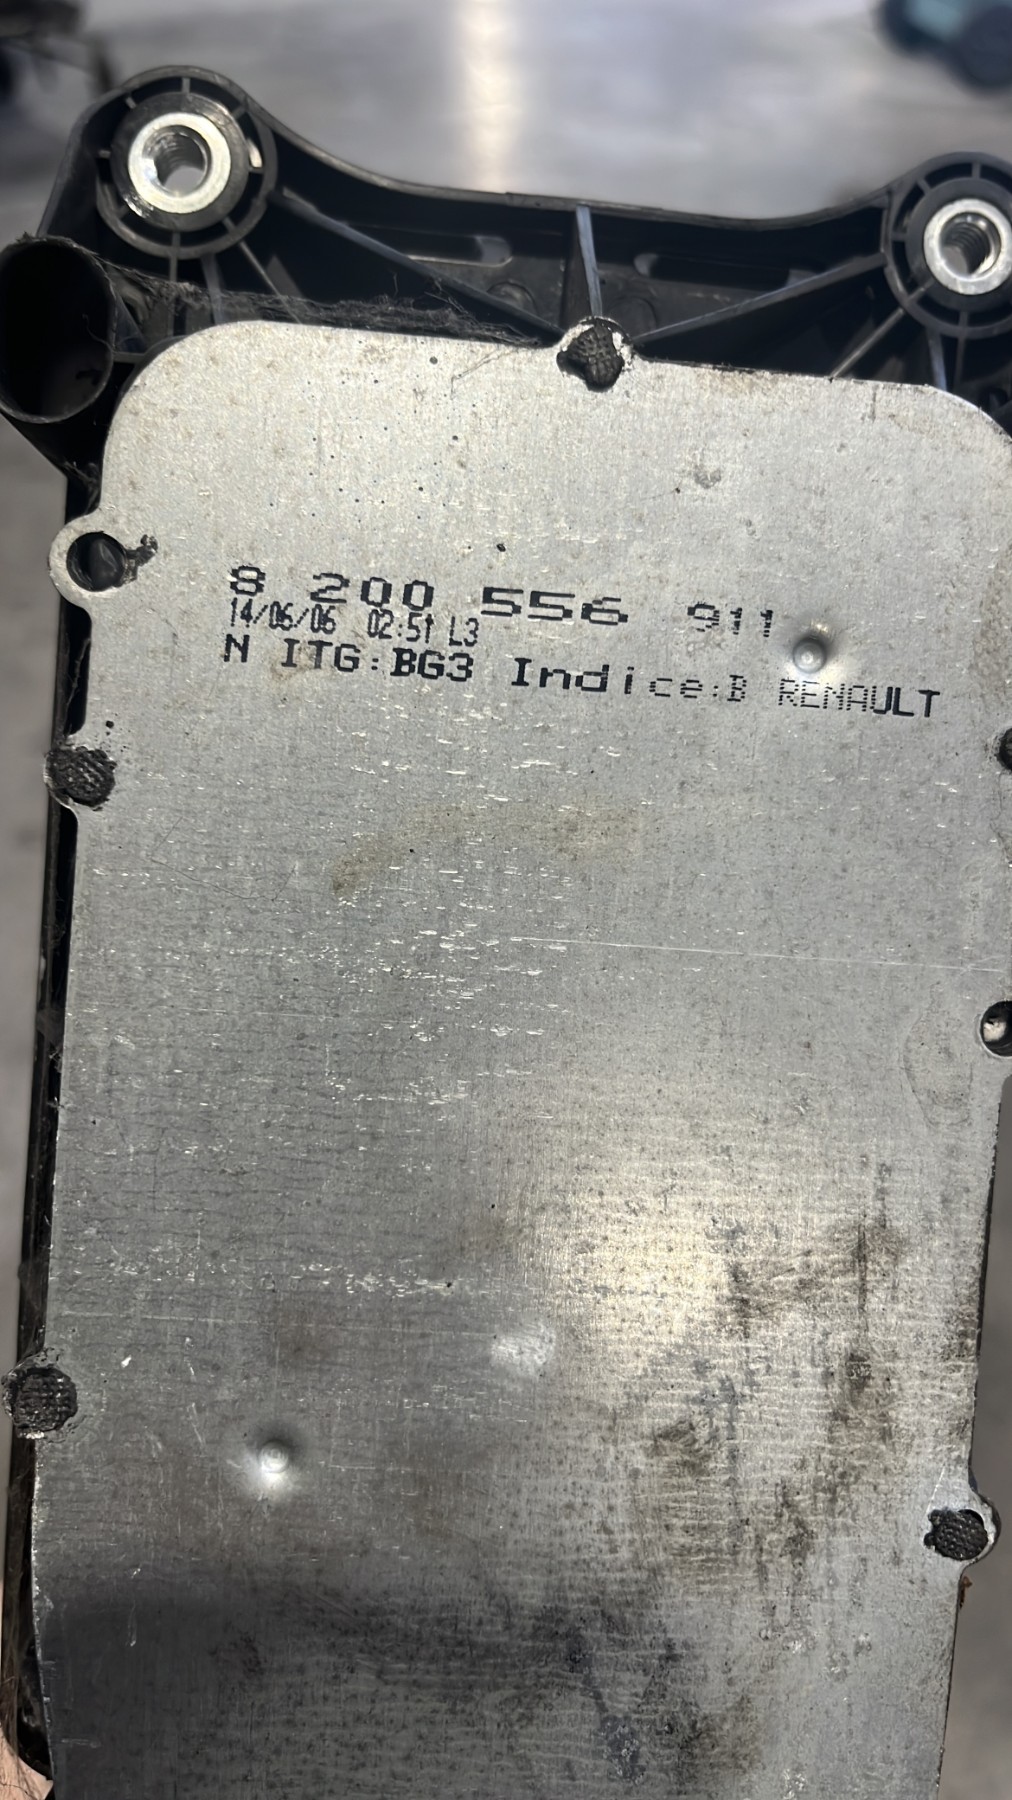 8 200 556 911
14/06/06 02:51 L3
N ITG:BG3 Indice:B RENAULT